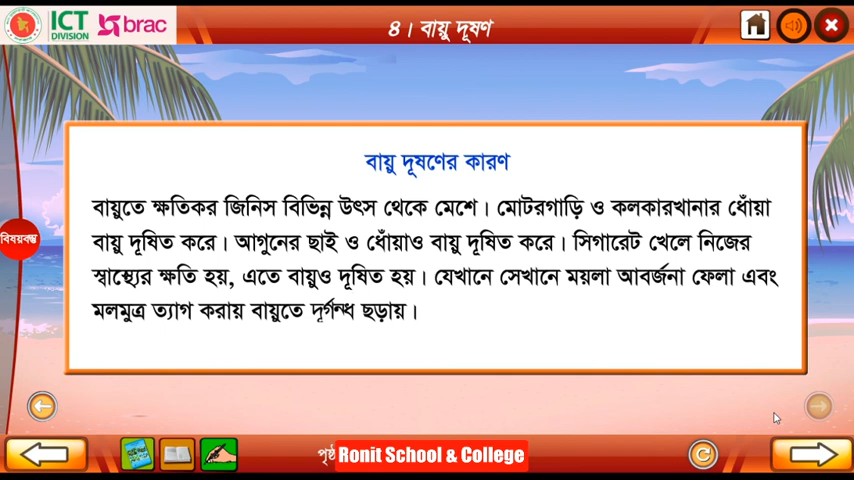 ICT
DIVISION
brac
৪। বায়ু দূষণ
বায়ু দূষণের কারণ
বায়ুতে ক্ষতিকর জিনিস বিভিন্ন উৎস থেকে মেশে। মোটরগাড়ি ও কলকারখানার ধোঁয়া
বায়ু দূষিত করে। আগুনের ছাই ও ধোঁয়াও বায়ু দূষিত করে। সিগারেট খেলে নিজের
স্বাস্থ্যের ক্ষতি হয়, এতে বায়ুও দূষিত হয়। যেখানে সেখানে ময়লা আবর্জনা ফেলা এবং
মলমুত্র ত্যাগ করায় বায়ুতে দূর্গন্ধ ছড়ায়।
বিষয়বস্তু
Ronit School & College